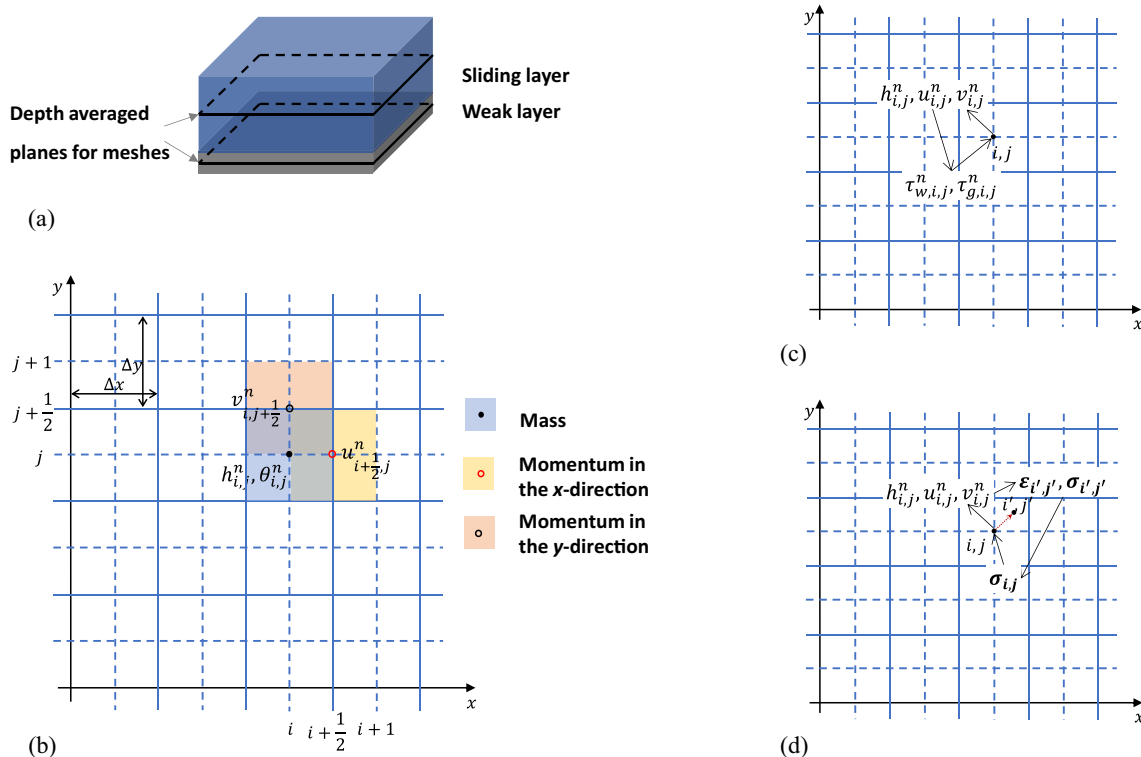 Sliding layer
Depth averaged
Weak layer
planes for meshes
(a)
y
j + 1
Δy
Δx
j + 1/2
v^n_{i,j+1/2}
j
u^n_{i+1/2,j}
h^n_{i,j}, θ^n_{i,j}
Mass
Momentum in
the x-direction
Momentum in
the y-direction
x
i i + 1/2 i + 1
(b)
y
h^n_{i,j}, u^n_{i,j}, v^n_{i,j}
i, j
τ^n_{w,i,j}, τ^n_{g,i,j}
x
(c)
y
h^n_{i,j}, u^n_{i,j}, v^n_{i,j}
ε_{i′,j′}, σ_{i′,j′}
i′, j′
i, j
σ_{i,j}
x
(d)